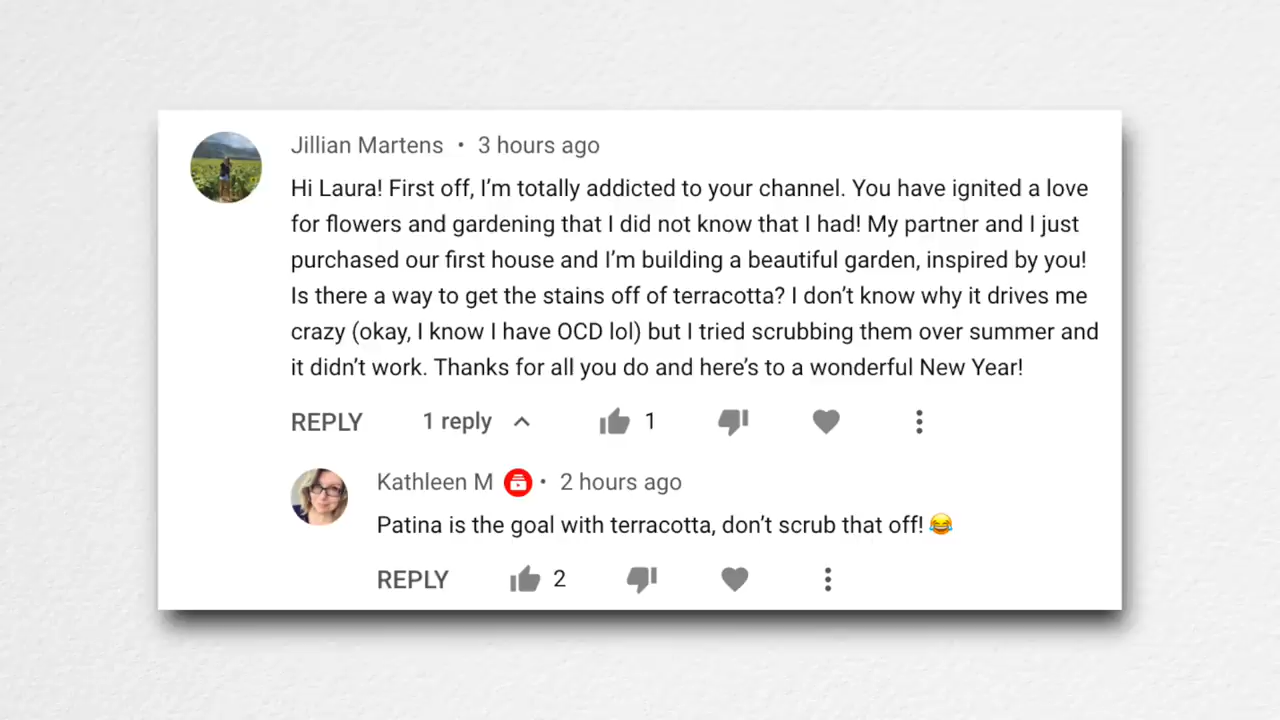 Jillian Martens • 3 hours ago
Hi Laura! First off, I’m totally addicted to your channel. You have ignited a love
for flowers and gardening that I did not know that I had! My partner and I just
purchased our first house and I’m building a beautiful garden, inspired by you!
Is there a way to get the stains off of terracotta? I don’t know why it drives me
crazy (okay, I know I have OCD lol) but I tried scrubbing them over summer and
it didn’t work. Thanks for all you do and here’s to a wonderful New Year!
REPLY 1 reply 1
Kathleen M • 2 hours ago
Patina is the goal with terracotta, don’t scrub that off! 😂
REPLY 2